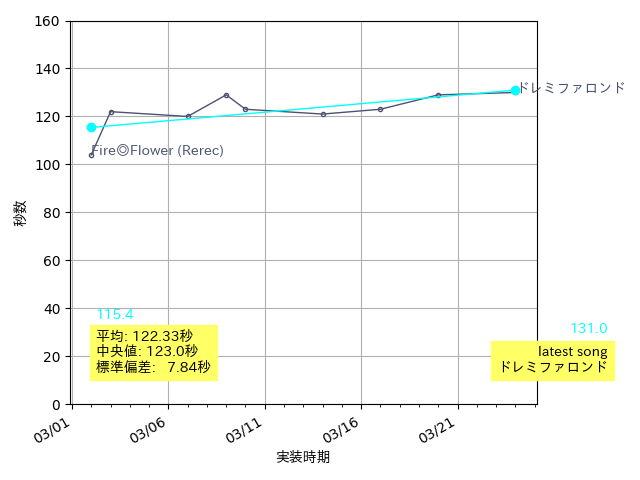 160
140
120
100
80
60
40
20
0
秒数
ドレミファロンド
Fire◎Flower (Rerec)
115.4
平均: 122.33秒
中央値: 123.0秒
標準偏差:   7.84秒
131.0
latest song
ドレミファロンド
03/01
03/06
03/11
03/16
03/21
実装時期